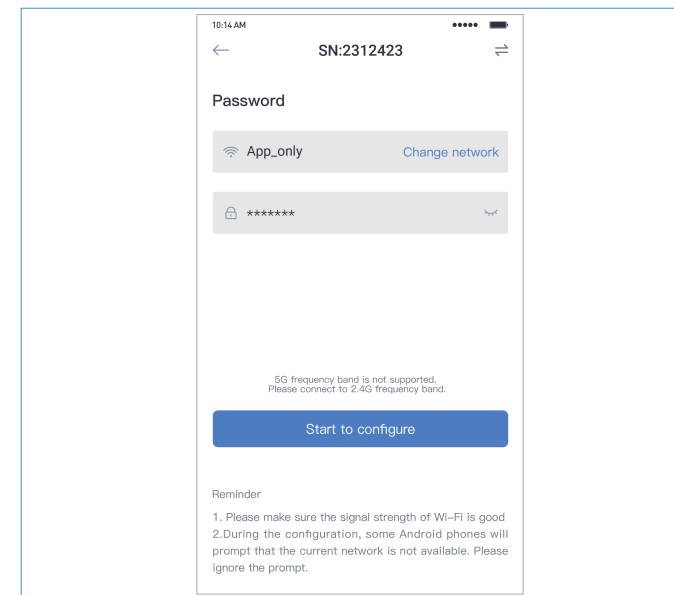 10:14 AM
SN:2312423
Password
App_only Change network
*******
5G frequency band is not supported.
Please connect to 2.4G frequency band.
Start to configure
Reminder
1. Please make sure the signal strength of Wi-Fi is good
2.During the configuration, some Android phones will
prompt that the current network is not available. Please
ignore the prompt.